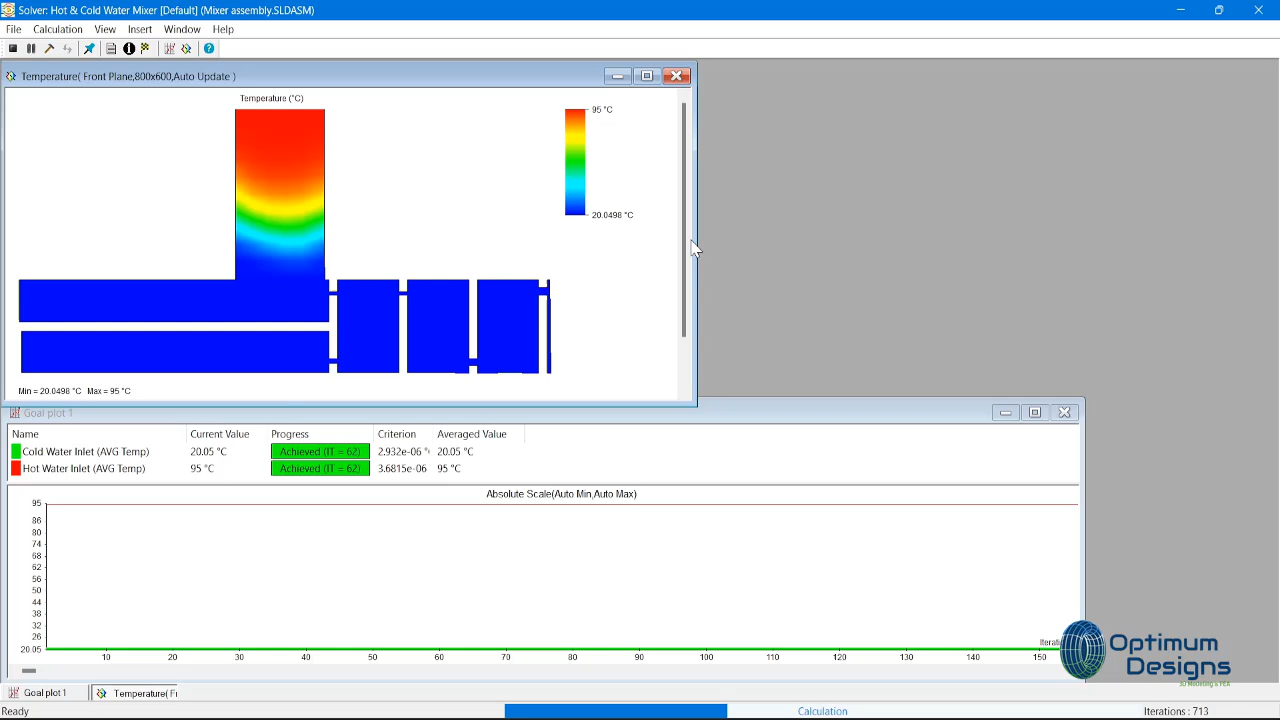 Solver: Hot & Cold Water Mixer [Default] (Mixer assembly.SLDASM)
File Calculation View Insert Window Help
Temperature( Front Plane,800x600,Auto Update )
Temperature (°C)
95 °C
20.0498 °C
Min = 20.0498 °C Max = 95 °C
Goal plot 1
Name Current Value Progress Criterion Averaged Value
Cold Water Inlet (AVG Temp) 20.05 °C Achieved (IT = 62) 2.932e-06 20.05 °C
Hot Water Inlet (AVG Temp) 95 °C Achieved (IT = 62) 3.6815e-06 95 °C
Absolute Scale(Auto Min,Auto Max)
95
86
80
74
68
62
56
50
44
38
32
26
20.05
10 20 30 40 50 60 70 80 90 100 110 120 130 140 150
Iterati
Optimum
Designs
3D Modeling & FEA
Goal plot 1 Temperature( Fr
Ready Calculation Iterations : 713